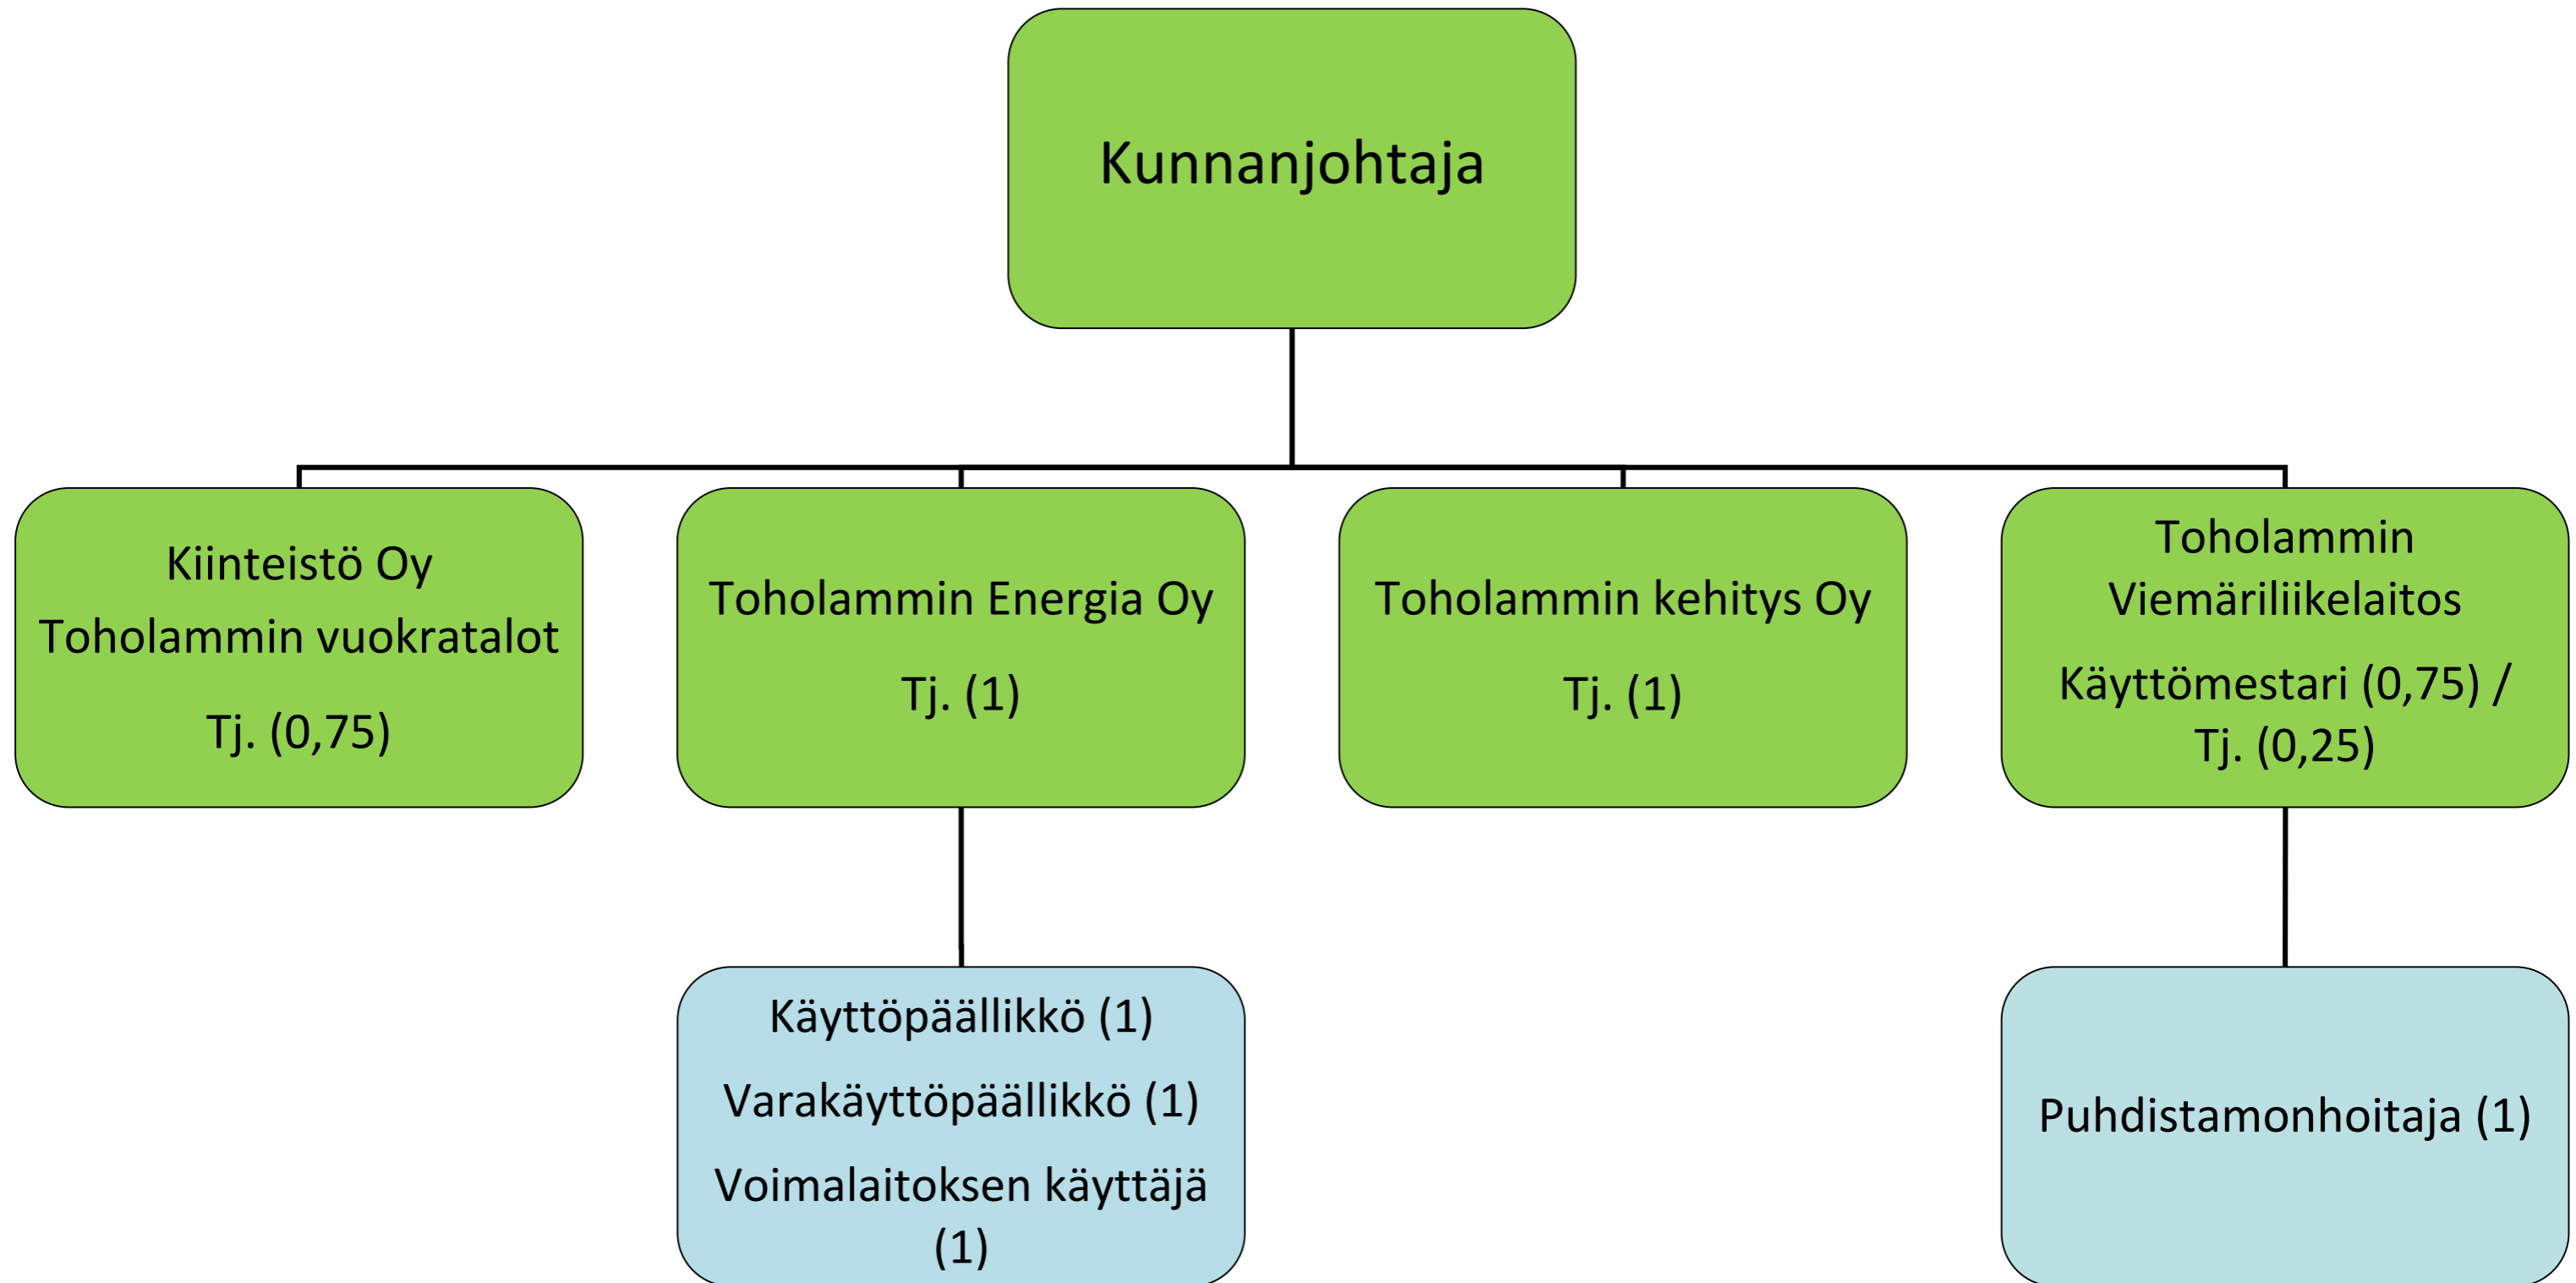 Kunnanjohtaja
Kiinteistö Oy
Toholammin vuokratalot
Tj. (0,75)
Toholammin Energia Oy
Tj. (1)
Toholammin kehitys Oy
Tj. (1)
Toholammin
Viemäriliikelaitos
Käyttömestari (0,75) /
Tj. (0,25)
Käyttöpäällikkö (1)
Varakäyttöpäällikkö (1)
Voimalaitoksen käyttäjä
(1)
Puhdistamonhoitaja (1)